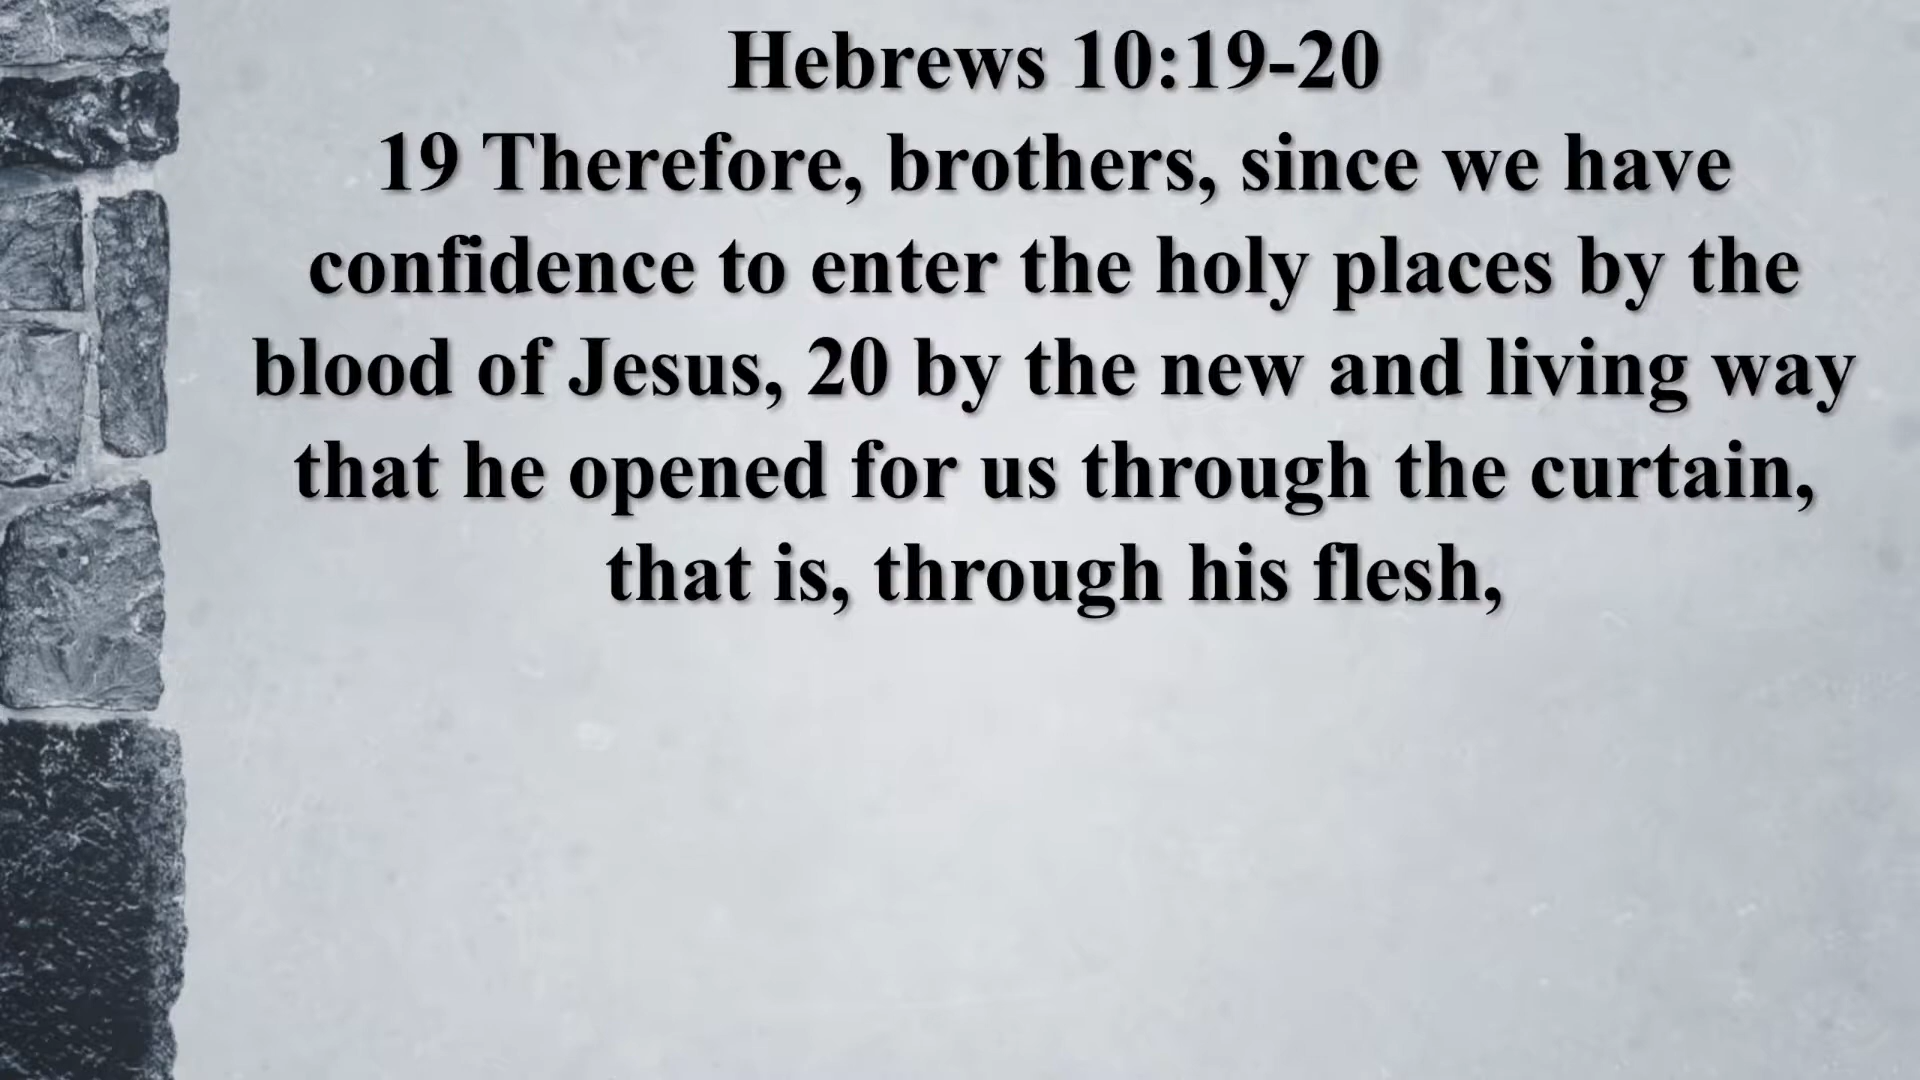 Hebrews 10:19-20
19 Therefore, brothers, since we have
confidence to enter the holy places by the
blood of Jesus, 20 by the new and living way
that he opened for us through the curtain,
that is, through his flesh,